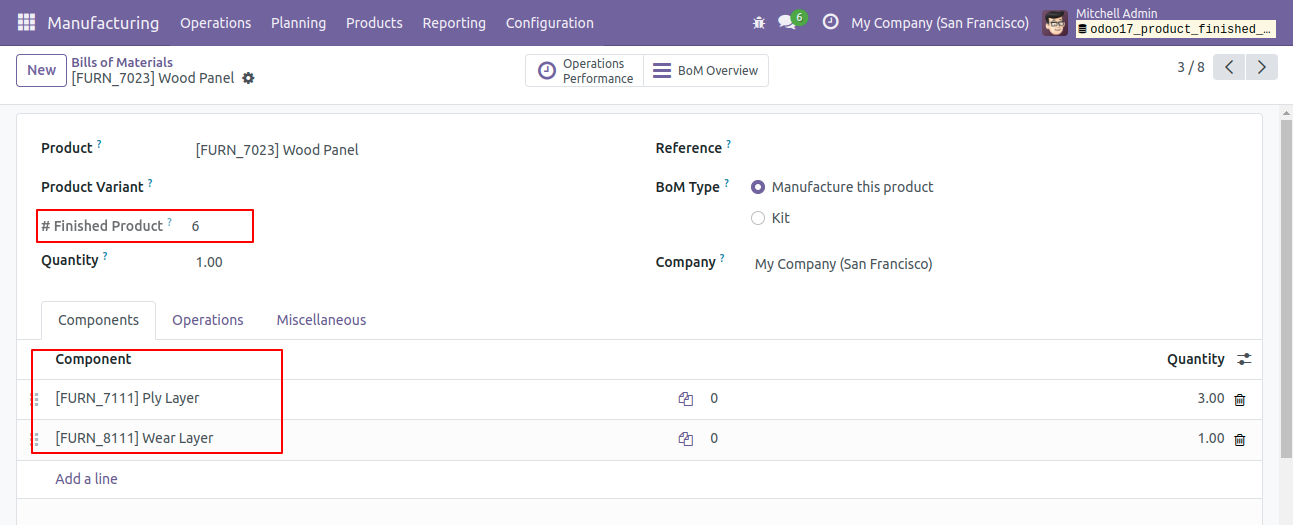 Manufacturing Operations Planning Products Reporting Configuration 6 My Company (San Francisco) Mitchell Admin
odoo17_product_finished_...
New Bills of Materials
[FURN_7023] Wood Panel
Operations Performance
BoM Overview
3 / 8
Product ? [FURN_7023] Wood Panel
Reference ?
Product Variant ?
BoM Type ? Manufacture this product
Kit
# Finished Product ? 6
Quantity ? 1.00
Company ? My Company (San Francisco)
Components Operations Miscellaneous
Component Quantity
[FURN_7111] Ply Layer 0 3.00
[FURN_8111] Wear Layer 0 1.00
Add a line